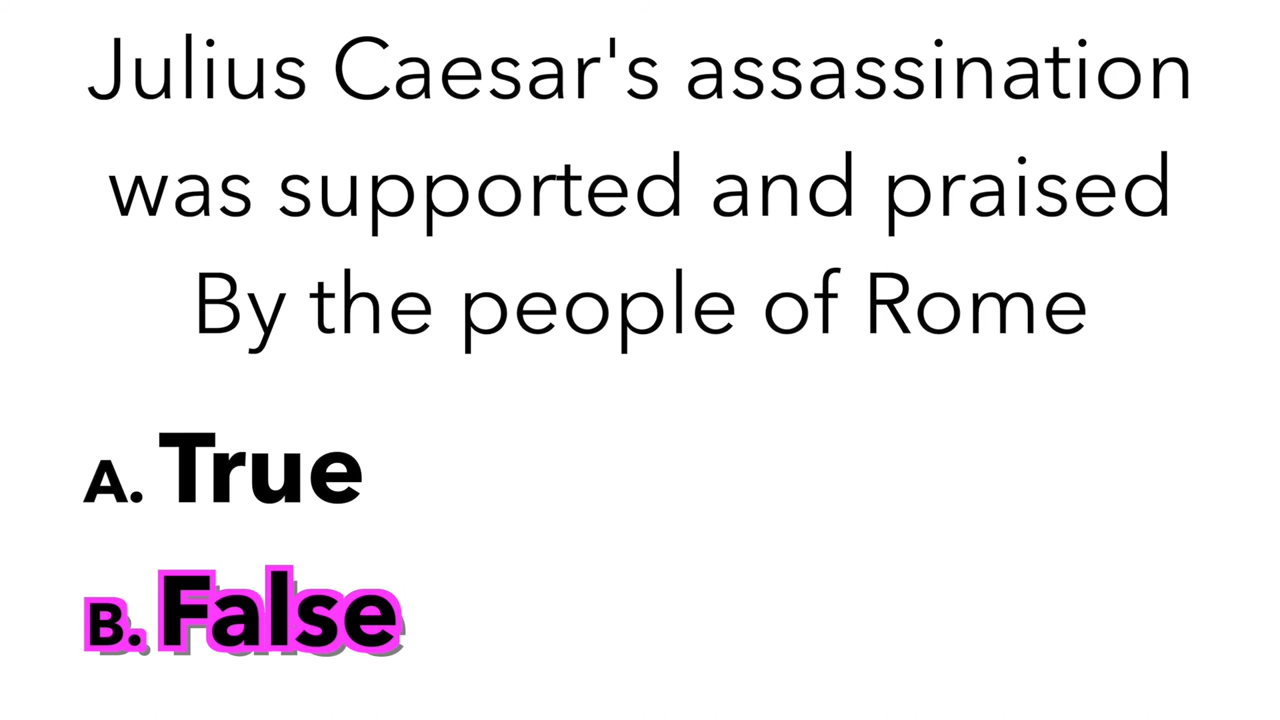 Julius Caesar's assassination
was supported and praised
By the people of Rome
A. True
B. False